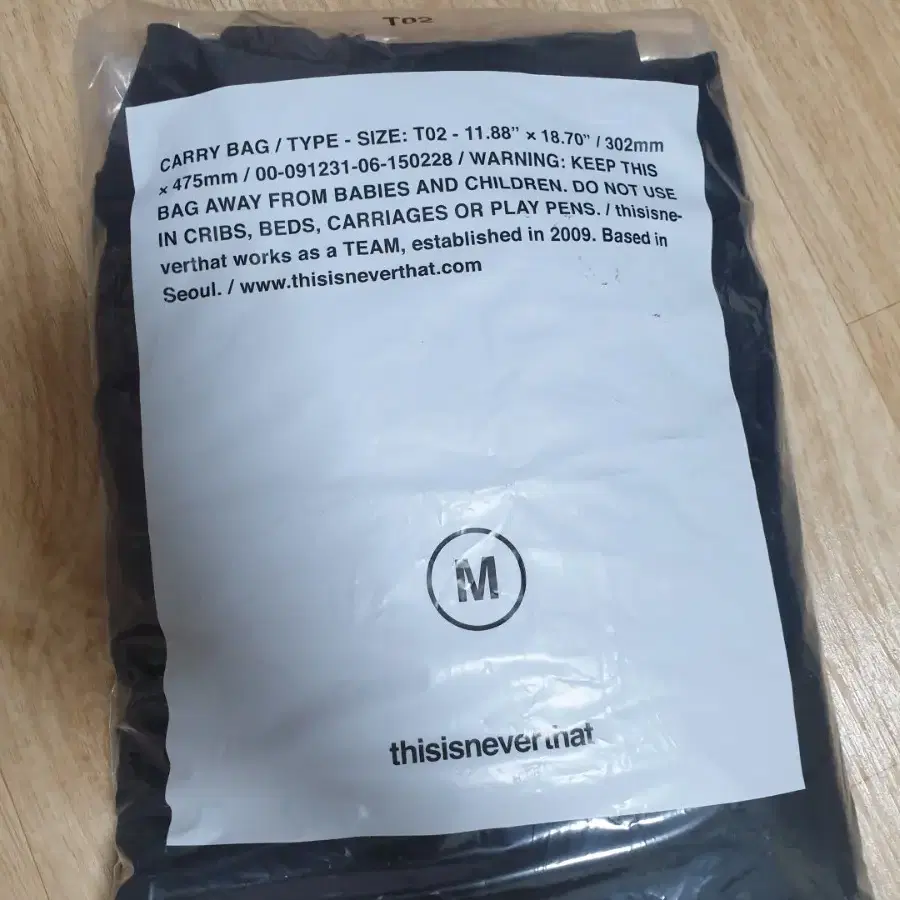 T02
CARRY BAG / TYPE - SIZE: T02 - 11.88” × 18.70” / 302mm
× 475mm / 00-091231-06-150228 / WARNING: KEEP THIS
BAG AWAY FROM BABIES AND CHILDREN. DO NOT USE
IN CRIBS, BEDS, CARRIAGES OR PLAY PENS. / thisisne-
verthat works as a TEAM, established in 2009. Based in
Seoul. / www.thisisneverthat.com
M
thisisneverthat